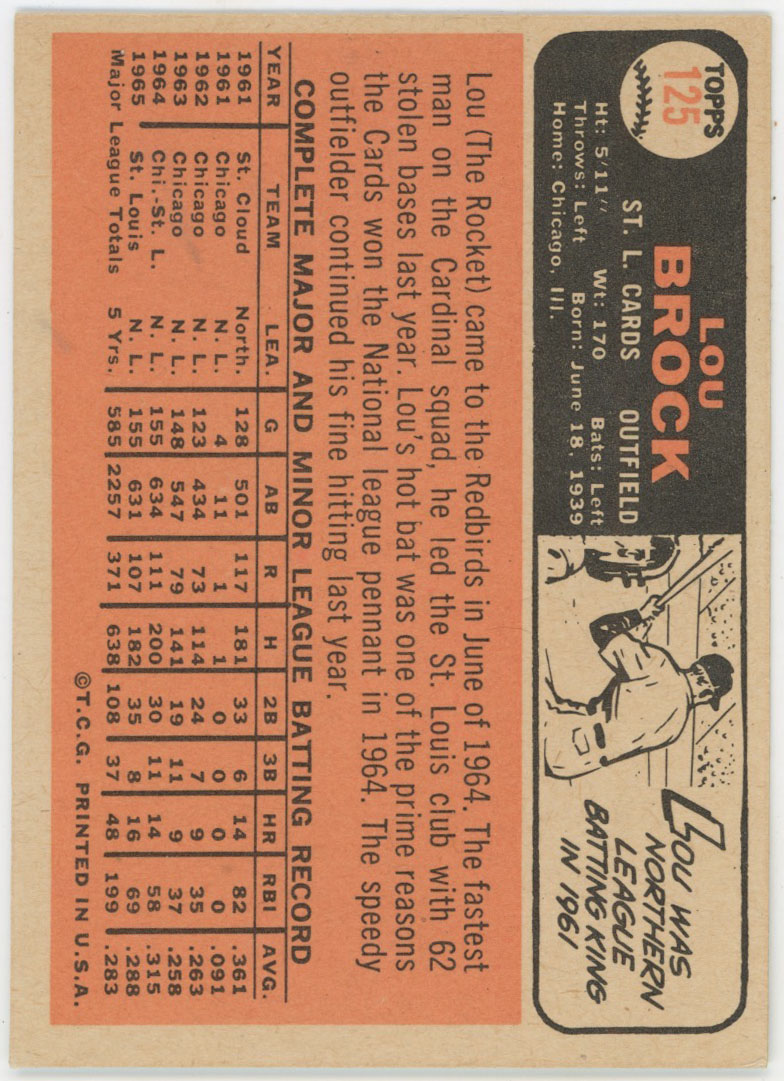 TOPPS
125
LOU
BROCK
ST. L. CARDS OUTFIELD
Ht: 5'11" Wt: 170 Bats: Left
Throws: Left Born: June 18, 1939
Home: Chicago, Ill.
LOU WAS
NORTHERN
LEAGUE
BATTING KING
IN 1961
Lou (The Rocket) came to the Redbirds in June of 1964. The fastest
man on the Cardinal squad, he led the St. Louis club with 62
stolen bases last year. Lou's hot bat was one of the prime reasons
the Cards won the National league pennant in 1964. The speedy
outfielder continued his fine hitting last year.
COMPLETE MAJOR AND MINOR LEAGUE BATTING RECORD
YEAR TEAM LEA. G AB R H 2B 3B HR RBI AVG.
1961 St. Cloud North. 128 501 117 181 33 6 14 82 .361
1961 Chicago N. L. 4 11 1 1 0 0 0 0 .091
1962 Chicago N. L. 123 434 73 114 24 7 9 35 .263
1963 Chicago N. L. 148 547 79 141 19 11 9 37 .258
1964 Chi.-St. L. N. L. 155 634 111 200 30 11 14 58 .315
1965 St. Louis N. L. 155 631 107 182 35 8 16 69 .288
Major League Totals 5 Yrs. 585 2257 371 638 108 37 48 199 .283
©T.C.G. PRINTED IN U.S.A.